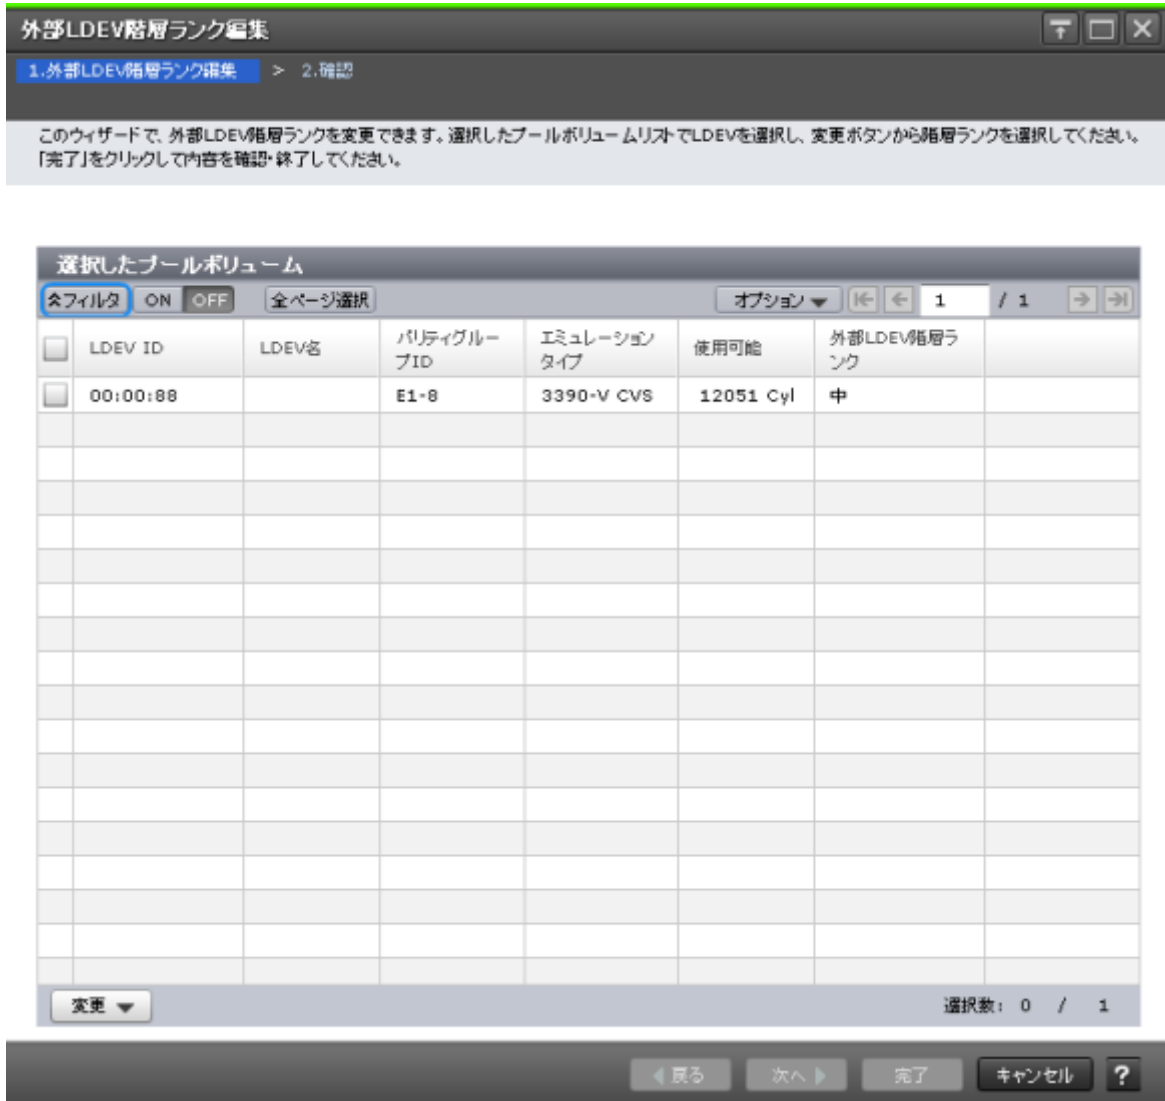 外部LDEV階層ランク編集
1.外部LDEV階層ランク編集 > 2.確認
このウィザードで、外部LDEV階層ランクを変更できます。選択したプールボリュームリストでLDEVを選択し、変更ボタンから階層ランクを選択してください。
「完了」をクリックして内容を確認・終了してください。
選択したプールボリューム
フィルタ ON OFF 全ページ選択 オプション 1 / 1
LDEV ID LDEV名 パリティグループID エミュレーションタイプ 使用可能 外部LDEV階層ランク
00:00:88 E1-8 3390-V CVS 12051 Cyl 中
変更 選択数: 0 / 1
戻る 次へ 完了 キャンセル ?